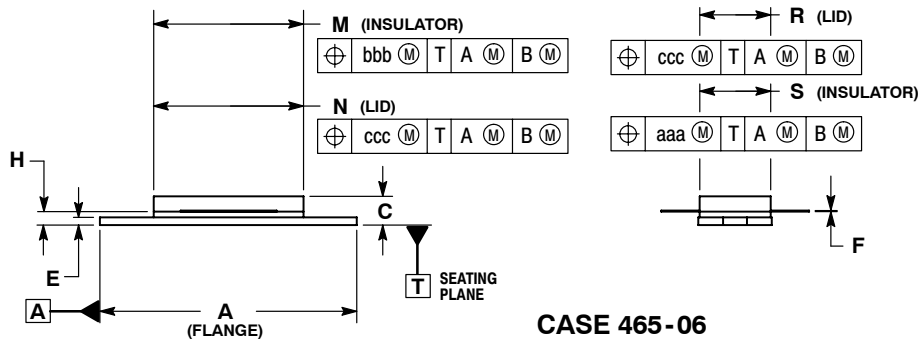 M (INSULATOR)
⌖ bbb Ⓜ T A Ⓜ B Ⓜ
N (LID)
⌖ ccc Ⓜ T A Ⓜ B Ⓜ
R (LID)
⌖ ccc Ⓜ T A Ⓜ B Ⓜ
S (INSULATOR)
⌖ aaa Ⓜ T A Ⓜ B Ⓜ
H
C
E
F
T SEATING
PLANE
A
A
(FLANGE)
CASE 465-06